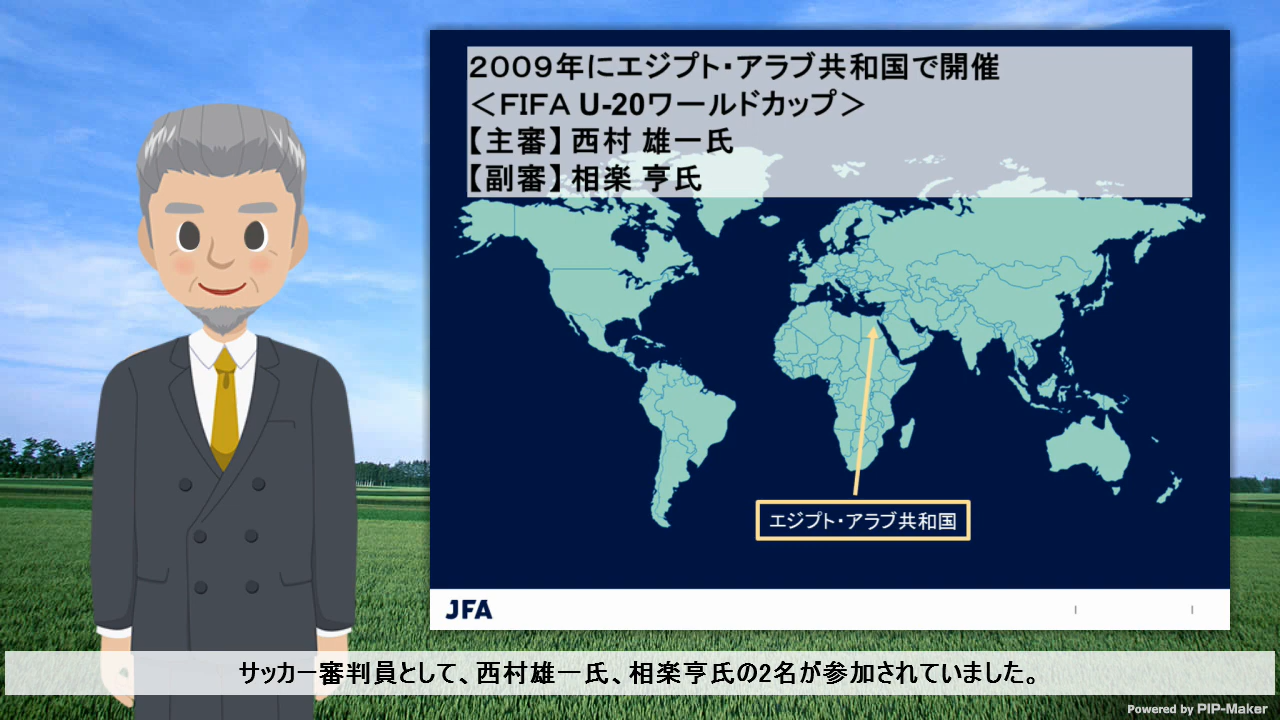 2009年にエジプト・アラブ共和国で開催
＜FIFA U-20ワールドカップ＞
【主審】西村 雄一氏
【副審】相楽 亨氏
エジプト・アラブ共和国
JFA
サッカー審判員として、西村雄一氏、相楽亨氏の2名が参加されていました。
Powered by PIP-Maker